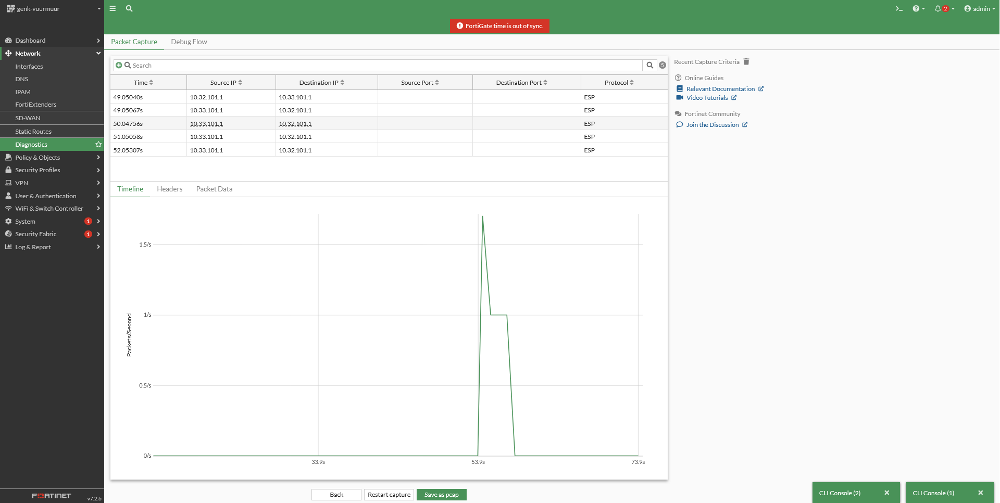 genk-vuurmuur
2
admin
FortiGate time is out of sync.
Dashboard
Network
Interfaces
DNS
IPAM
FortiExtenders
SD-WAN
Static Routes
Diagnostics
Policy & Objects
Security Profiles
VPN
User & Authentication
WiFi & Switch Controller
System 1
Security Fabric 1
Log & Report
FORTINET
v7.2.6
Packet Capture Debug Flow
Search 5
Time Source IP Destination IP Source Port Destination Port Protocol
49.05040s 10.32.101.1 10.33.101.1 ESP
49.05067s 10.33.101.1 10.32.101.1 ESP
50.04756s 10.33.101.1 10.32.101.1 ESP
51.05058s 10.33.101.1 10.32.101.1 ESP
52.05307s 10.33.101.1 10.32.101.1 ESP
Timeline Headers Packet Data
Packets/Second
1.5/s
1/s
0.5/s
0/s
33.9s 53.9s 73.9s
Back Restart capture Save as pcap
Recent Capture Criteria
Online Guides
Relevant Documentation
Video Tutorials
Fortinet Community
Join the Discussion
CLI Console (2) CLI Console (1)